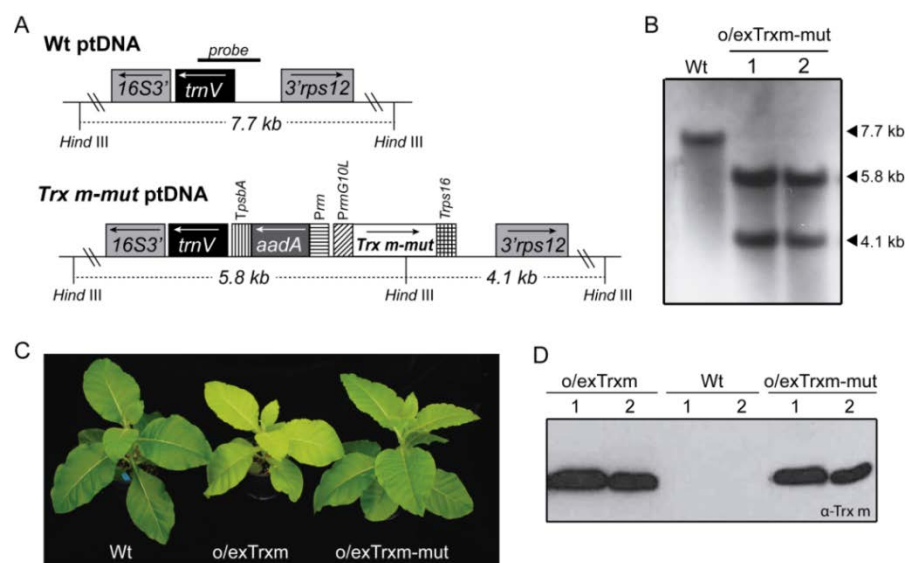 A
Wt ptDNA
probe
16S3'
trnV
3'rps12
7.7 kb
Hind III
Hind III
Trx m-mut ptDNA
TpsbA
Prrn
PrrnG10L
Trps16
16S3'
trnV
aadA
Trx m-mut
3'rps12
5.8 kb
4.1 kb
Hind III
Hind III
Hind III
B
o/exTrxm-mut
Wt
1
2
7.7 kb
5.8 kb
4.1 kb
C
Wt
o/exTrxm
o/exTrxm-mut
D
o/exTrxm
Wt
o/exTrxm-mut
1 2 1 2 1 2
α-Trx m